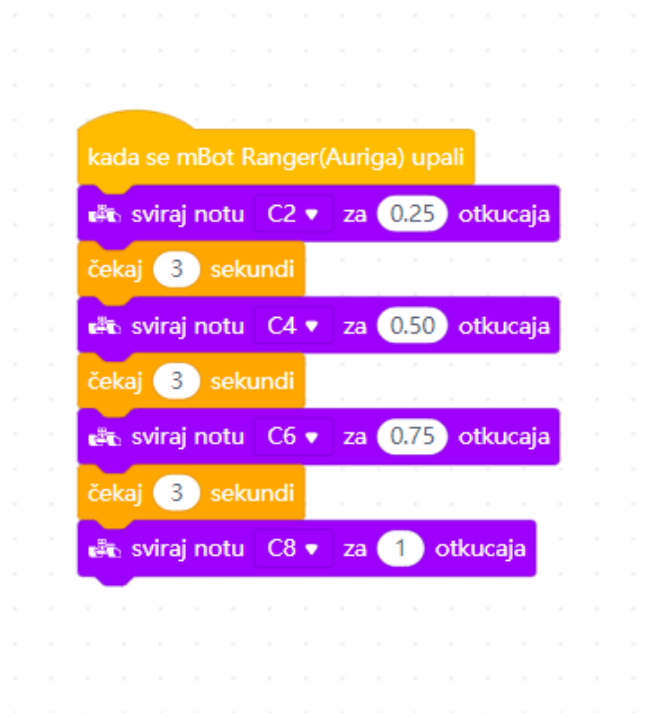 kada se mBot Ranger(Auriga) upali
sviraj notu C2 za 0.25 otkucaja
čekaj 3 sekundi
sviraj notu C4 za 0.50 otkucaja
čekaj 3 sekundi
sviraj notu C6 za 0.75 otkucaja
čekaj 3 sekundi
sviraj notu C8 za 1 otkucaja